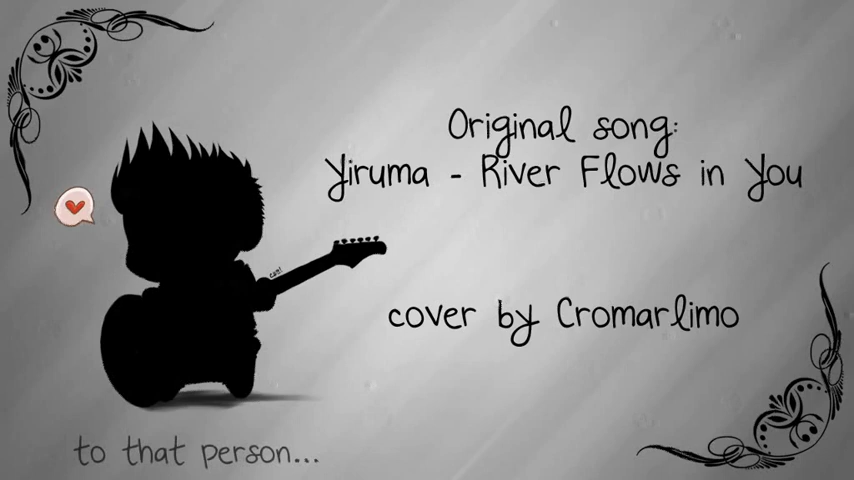 Original song:
Yiruma - River Flows in You
cover by Cromarlimo
to that person...